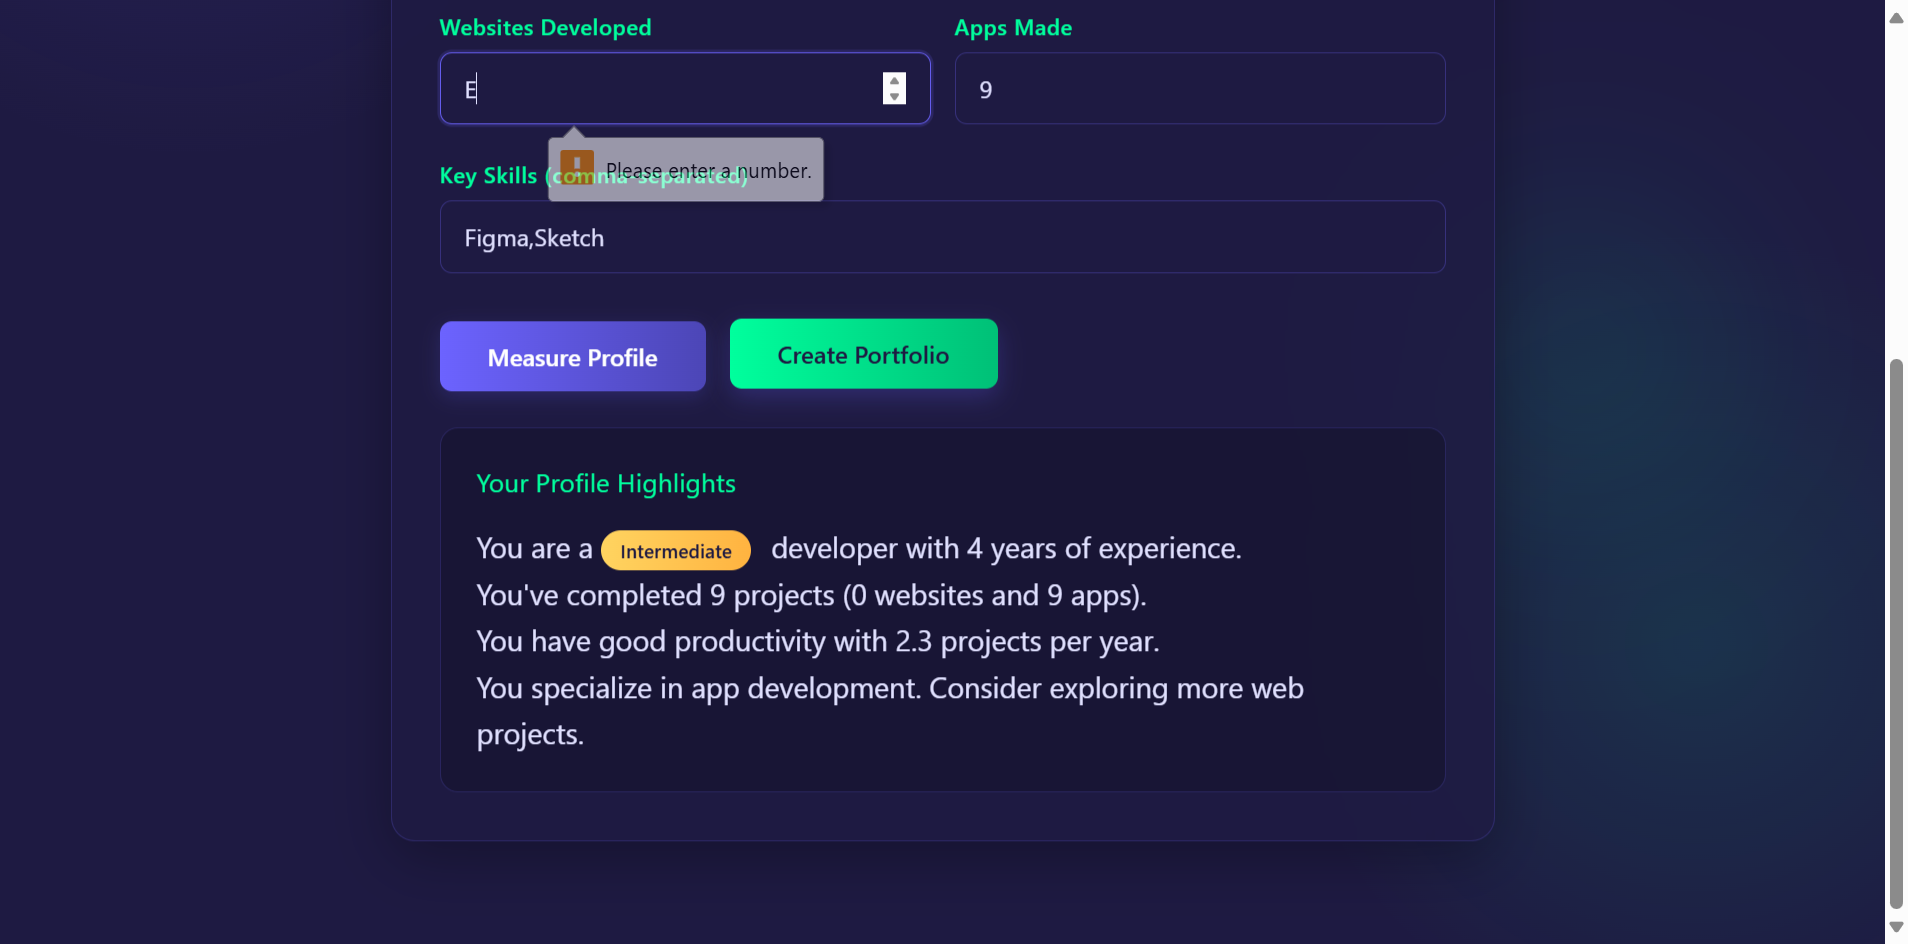 Websites Developed
Apps Made
E
9
Please enter a number.
Key Skills (comma-separated)
Figma,Sketch
Measure Profile
Create Portfolio
Your Profile Highlights
You are a Intermediate developer with 4 years of experience.
You've completed 9 projects (0 websites and 9 apps).
You have good productivity with 2.3 projects per year.
You specialize in app development. Consider exploring more web
projects.